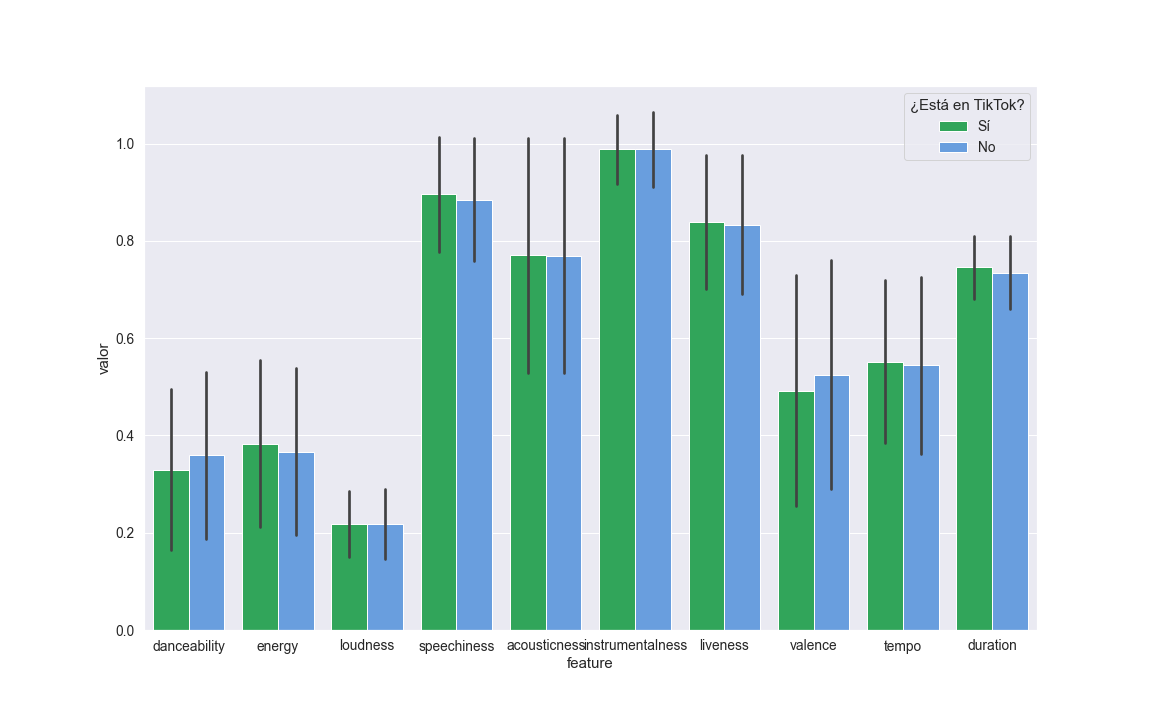 ¿Está en TikTok?
Sí
No
valor
1.0
0.8
0.6
0.4
0.2
0.0
danceability energy loudness speechiness acousticness instrumentalness liveness valence tempo duration
feature